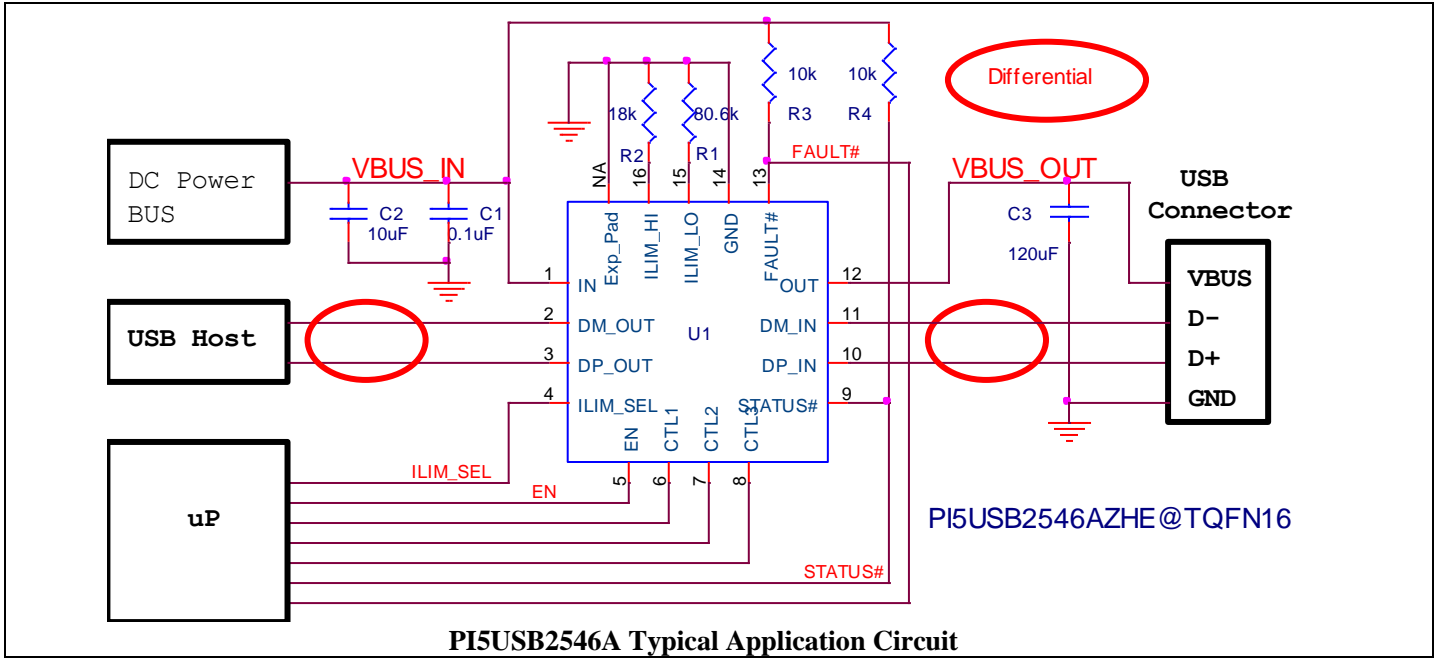 Differential
10k
10k
R3
R4
18k
80.6k
R2
R1
FAULT#
NA
16
15
14
13
DC Power
BUS
VBUS_IN
VBUS_OUT
USB
Connector
C2
10uF
C1
0.1uF
C3
120uF
Exp_Pad
ILIM_HI
ILIM_LO
GND
FAULT#
1
IN
OUT
12
VBUS
USB Host
2
DM_OUT
U1
DM_IN
11
D-
3
DP_OUT
DP_IN
10
D+
4
ILIM_SEL
STATUS#
9
GND
EN
CTL1
CTL2
CTL3
5
6
7
8
ILIM_SEL
EN
uP
PI5USB2546AZHE@TQFN16
STATUS#
PI5USB2546A Typical Application Circuit